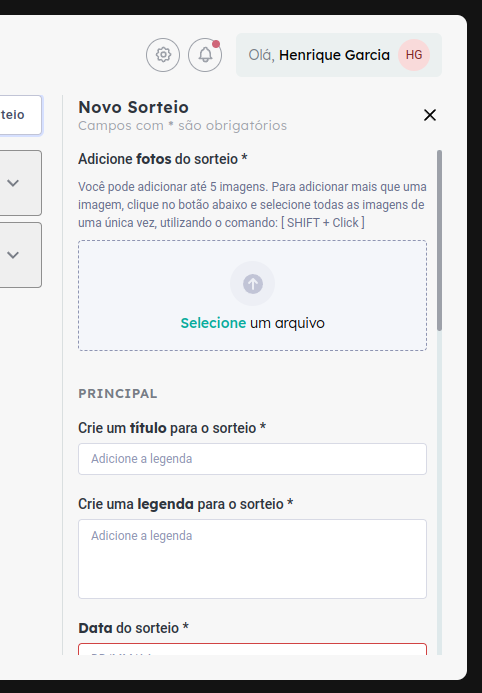 Olá, Henrique Garcia HG
teio
Novo Sorteio
Campos com * são obrigatórios
Adicione fotos do sorteio *
Você pode adicionar até 5 imagens. Para adicionar mais que uma
imagem, clique no botão abaixo e selecione todas as imagens de
uma única vez, utilizando o comando: [ SHIFT + Click ]
Selecione um arquivo
PRINCIPAL
Crie um título para o sorteio *
Adicione a legenda
Crie uma legenda para o sorteio *
Adicione a legenda
Data do sorteio *